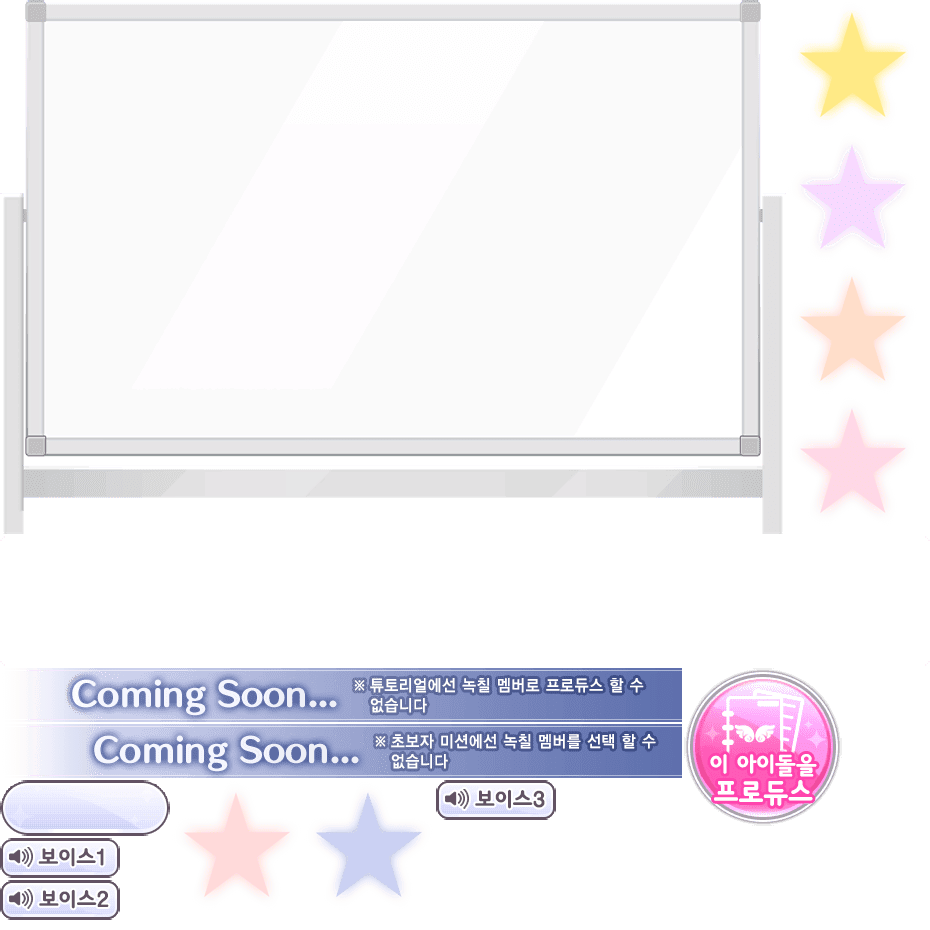 Coming Soon...
※ 튜토리얼에선 녹칠 멤버로 프로듀스 할 수
없습니다
Coming Soon...
※ 초보자 미션에선 녹칠 멤버를 선택 할 수
없습니다
이 아이돌을
프로듀스
보이스3
보이스1
보이스2